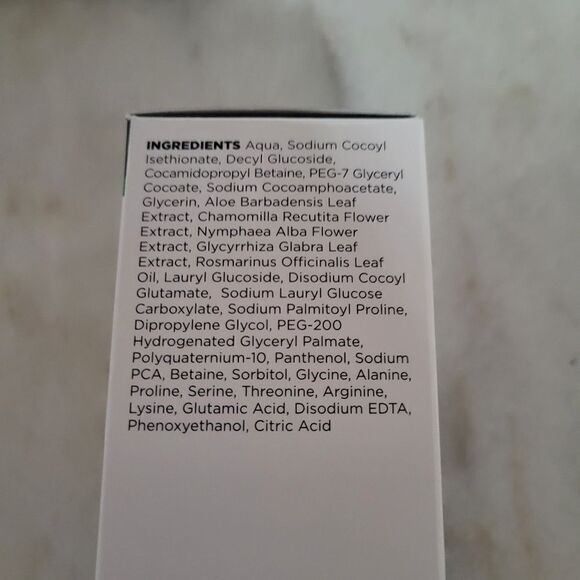 INGREDIENTS Aqua, Sodium Cocoyl
Isethionate, Decyl Glucoside,
Cocamidopropyl Betaine, PEG-7 Glyceryl
Cocoate, Sodium Cocoamphoacetate,
Glycerin, Aloe Barbadensis Leaf
Extract, Chamomilla Recutita Flower
Extract, Nymphaea Alba Flower
Extract, Glycyrrhiza Glabra Leaf
Extract, Rosmarinus Officinalis Leaf
Oil, Lauryl Glucoside, Disodium Cocoyl
Glutamate, Sodium Lauryl Glucose
Carboxylate, Sodium Palmitoyl Proline,
Dipropylene Glycol, PEG-200
Hydrogenated Glyceryl Palmate,
Polyquaternium-10, Panthenol, Sodium
PCA, Betaine, Sorbitol, Glycine, Alanine,
Proline, Serine, Threonine, Arginine,
Lysine, Glutamic Acid, Disodium EDTA,
Phenoxyethanol, Citric Acid